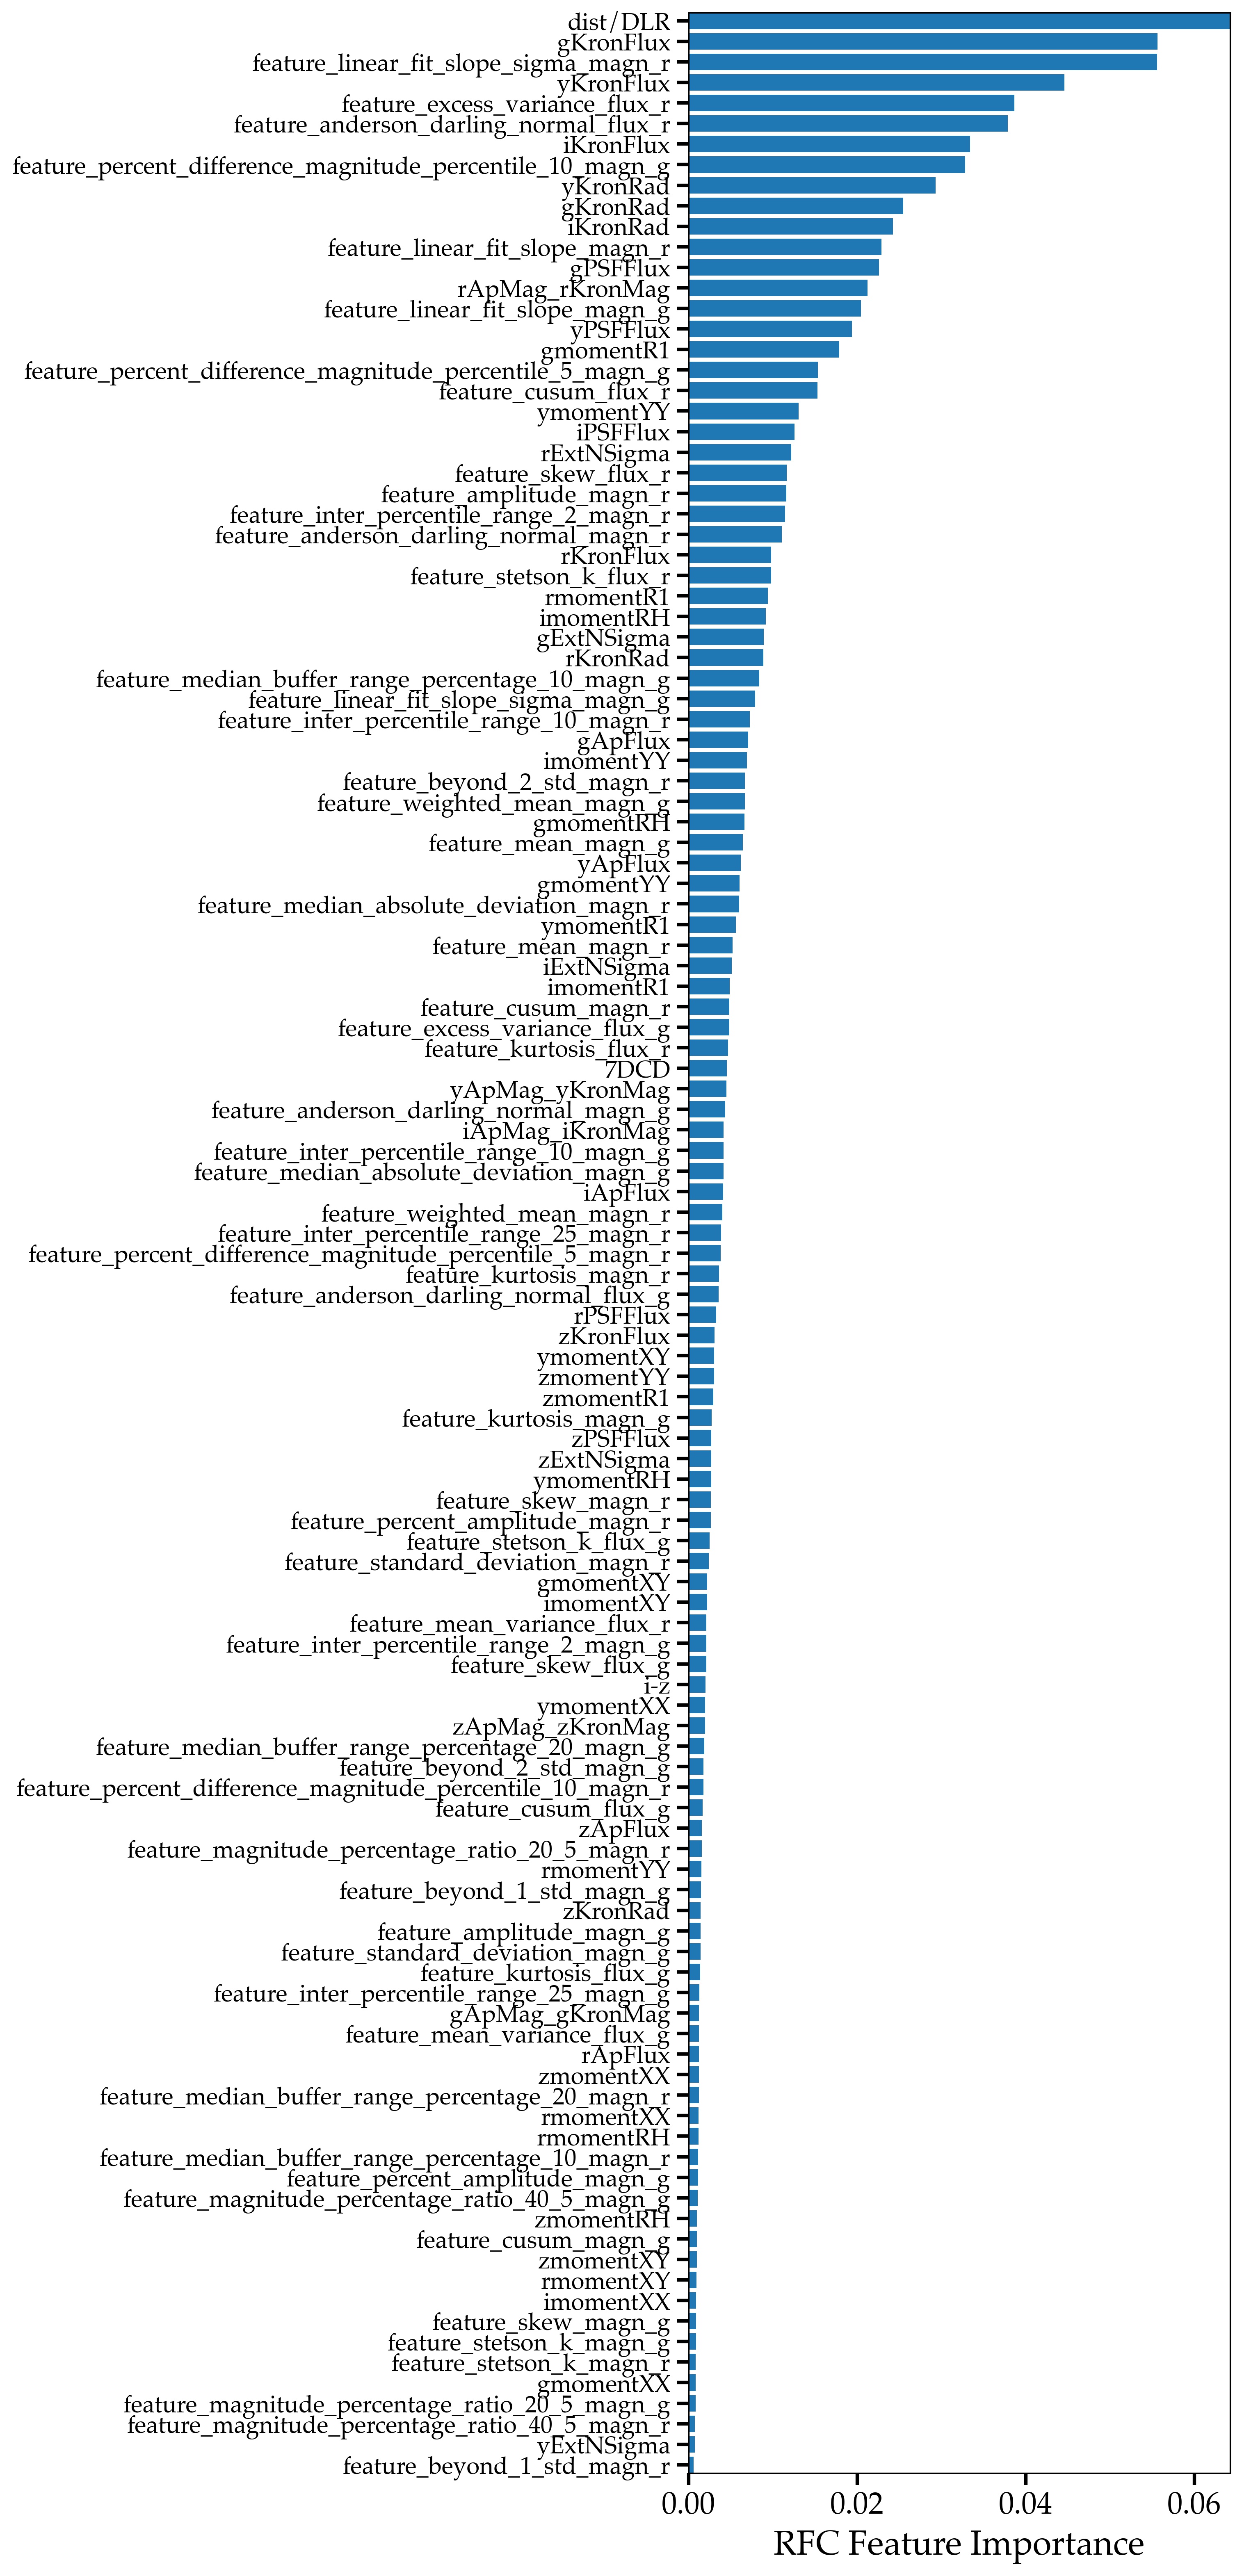 dist/DLR
gKronFlux
feature_linear_fit_slope_sigma_magn_r
yKronFlux
feature_excess_variance_flux_r
feature_anderson_darling_normal_flux_r
iKronFlux
feature_percent_difference_magnitude_percentile_10_magn_g
yKronRad
gKronRad
iKronRad
feature_linear_fit_slope_magn_r
gPSFFlux
rApMag_rKronMag
feature_linear_fit_slope_magn_g
yPSFFlux
gmomentR1
feature_percent_difference_magnitude_percentile_5_magn_g
feature_cusum_flux_r
ymomentYY
iPSFFlux
rExtNSigma
feature_skew_flux_r
feature_amplitude_magn_r
feature_inter_percentile_range_2_magn_r
feature_anderson_darling_normal_magn_r
rKronFlux
feature_stetson_k_flux_r
rmomentR1
imomentRH
gExtNSigma
rKronRad
feature_median_buffer_range_percentage_10_magn_g
feature_linear_fit_slope_sigma_magn_g
feature_inter_percentile_range_10_magn_r
gApFlux
imomentYY
feature_beyond_2_std_magn_r
feature_weighted_mean_magn_g
gmomentRH
feature_mean_magn_g
yApFlux
gmomentYY
feature_median_absolute_deviation_magn_r
ymomentR1
feature_mean_magn_r
iExtNSigma
imomentR1
feature_cusum_magn_r
feature_excess_variance_flux_g
feature_kurtosis_flux_r
7DCD
yApMag_yKronMag
feature_anderson_darling_normal_magn_g
iApMag_iKronMag
feature_inter_percentile_range_10_magn_g
feature_median_absolute_deviation_magn_g
iApFlux
feature_weighted_mean_magn_r
feature_inter_percentile_range_25_magn_r
feature_percent_difference_magnitude_percentile_5_magn_r
feature_kurtosis_magn_r
feature_anderson_darling_normal_flux_g
rPSFFlux
zKronFlux
ymomentXY
zmomentYY
zmomentR1
feature_kurtosis_magn_g
zPSFFlux
zExtNSigma
ymomentRH
feature_skew_magn_r
feature_percent_amplitude_magn_r
feature_stetson_k_flux_g
feature_standard_deviation_magn_r
gmomentXY
imomentXY
feature_mean_variance_flux_r
feature_inter_percentile_range_2_magn_g
feature_skew_flux_g
i-z
ymomentXX
zApMag_zKronMag
feature_median_buffer_range_percentage_20_magn_g
feature_beyond_2_std_magn_g
feature_percent_difference_magnitude_percentile_10_magn_r
feature_cusum_flux_g
zApFlux
feature_magnitude_percentage_ratio_20_5_magn_r
rmomentYY
feature_beyond_1_std_magn_g
zKronRad
feature_amplitude_magn_g
feature_standard_deviation_magn_g
feature_kurtosis_flux_g
feature_inter_percentile_range_25_magn_g
gApMag_gKronMag
feature_mean_variance_flux_g
rApFlux
zmomentXX
feature_median_buffer_range_percentage_20_magn_r
rmomentXX
rmomentRH
feature_median_buffer_range_percentage_10_magn_r
feature_percent_amplitude_magn_g
feature_magnitude_percentage_ratio_40_5_magn_g
zmomentRH
feature_cusum_magn_g
zmomentXY
rmomentXY
imomentXX
feature_skew_magn_g
feature_stetson_k_magn_g
feature_stetson_k_magn_r
gmomentXX
feature_magnitude_percentage_ratio_20_5_magn_g
feature_magnitude_percentage_ratio_40_5_magn_r
yExtNSigma
feature_beyond_1_std_magn_r
0.00 0.02 0.04 0.06
RFC Feature Importance